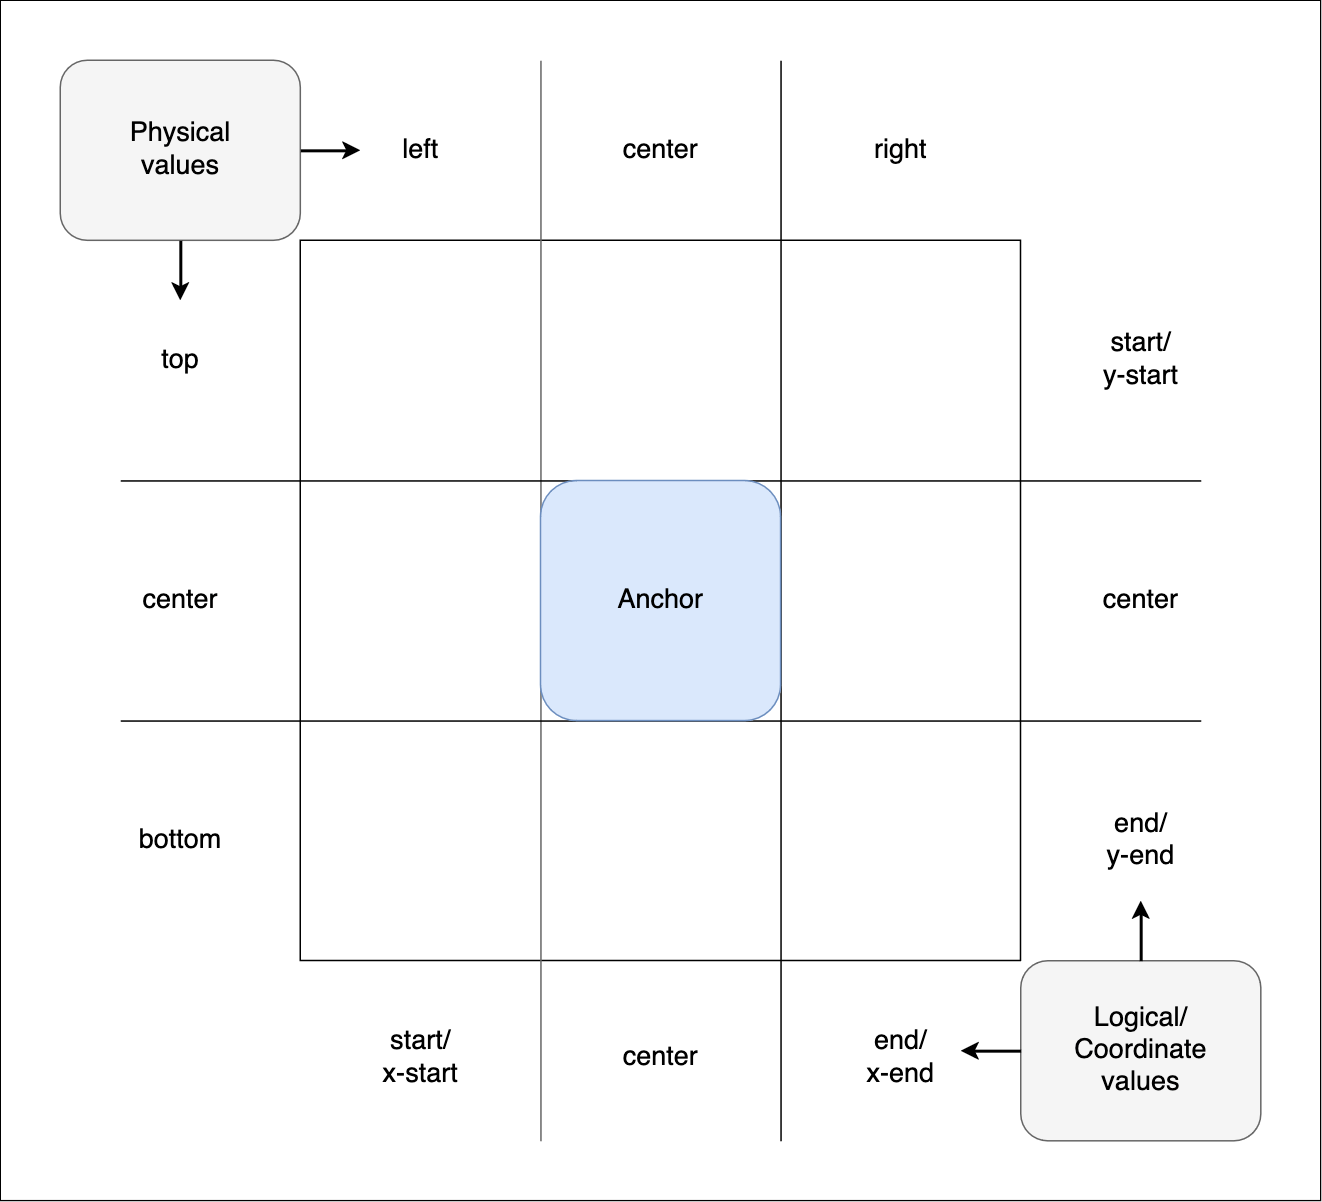 Physical
values
left
center
right
top
start/
y-start
center
Anchor
center
bottom
end/
y-end
start/
x-start
center
end/
x-end
Logical/
Coordinate
values